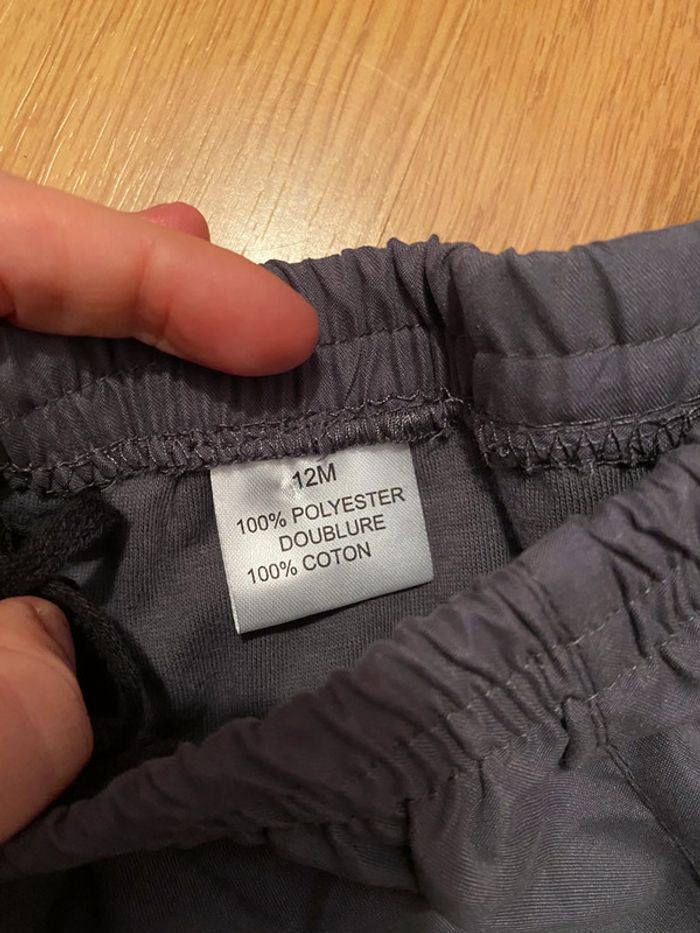 12M
100% POLYESTER
DOUBLURE
100% COTON